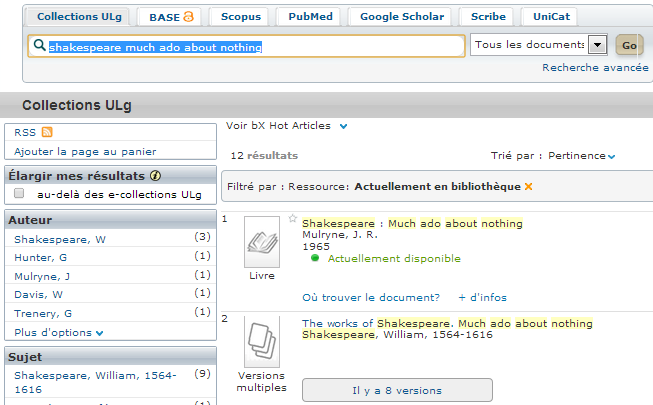 Collections ULg BASE Scopus PubMed Google Scholar Scribe UniCat
shakespeare much ado about nothing Tous les documents Go
Recherche avancée
Collections ULg
RSS
Ajouter la page au panier
Élargir mes résultats
au-delà des e-collections ULg
Auteur
Shakespeare, W (3)
Hunter, G (1)
Mulryne, J (1)
Davis, W (1)
Trenery, G (1)
Plus d'options
Sujet
Shakespeare, William, 1564- (9)
1616
Voir bX Hot Articles
12 résultats Trié par : Pertinence
Filtré par : Ressource: Actuellement en bibliothèque
1
Shakespeare : Much ado about nothing
Mulryne, J. R.
1965
Actuellement disponible
Livre
Où trouver le document? + d'infos
2
The works of Shakespeare. Much ado about nothing
Shakespeare, William, 1564-1616
Versions
multiples
Il y a 8 versions